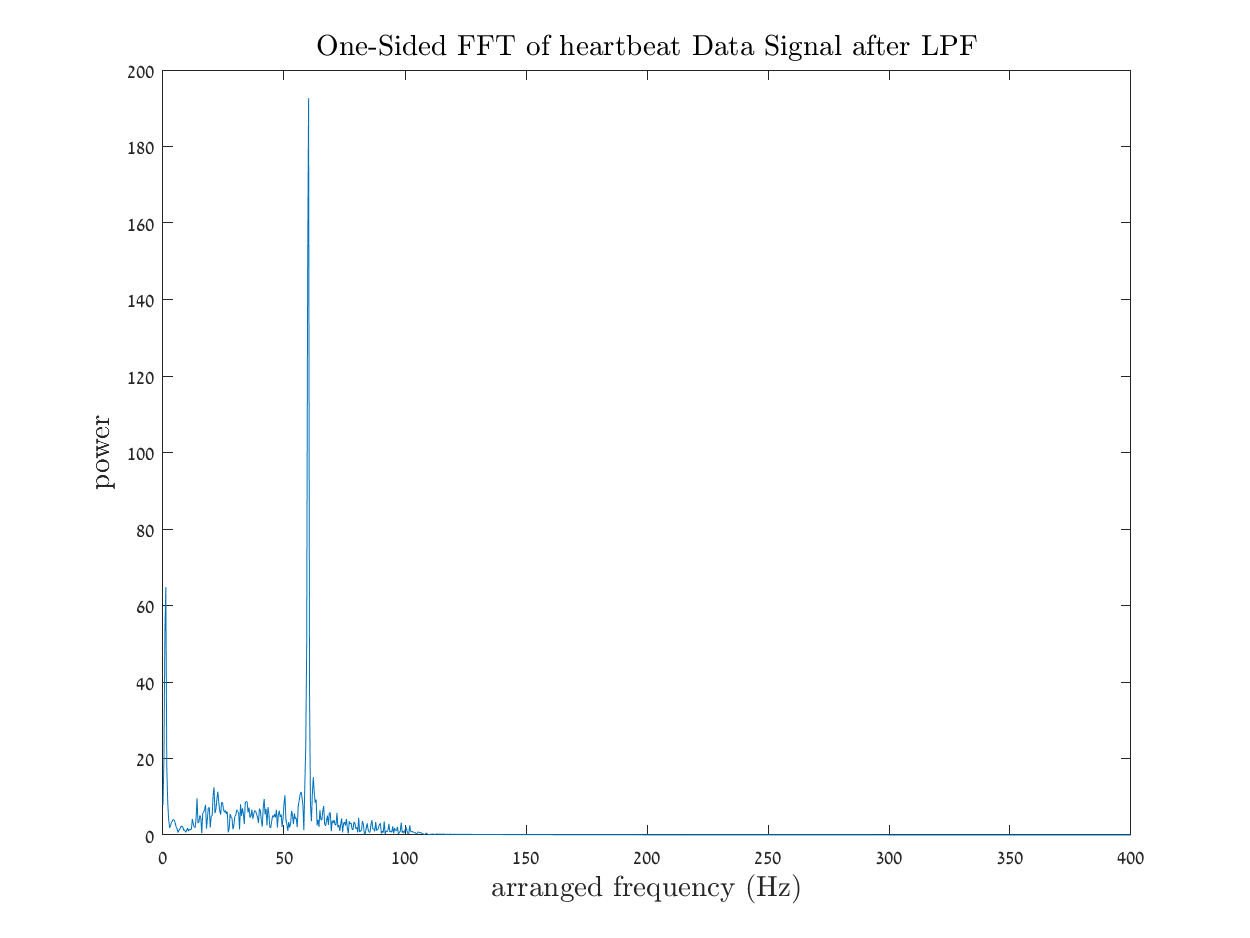 One-Sided FFT of heartbeat Data Signal after LPF
200
180
160
140
120
100
80
60
40
20
0
power
0 50 100 150 200 250 300 350 400
arranged frequency (Hz)